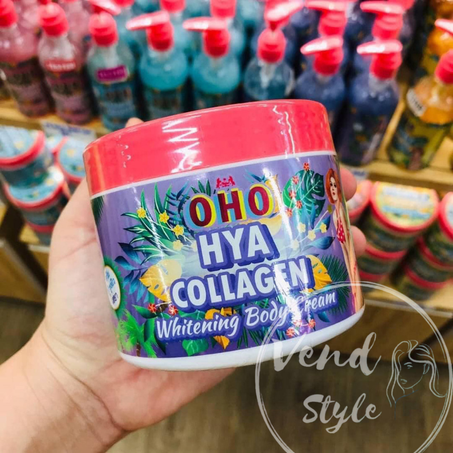 OHO
HYA
COLLAGEN
Whitening Body Cream
Vend
Style